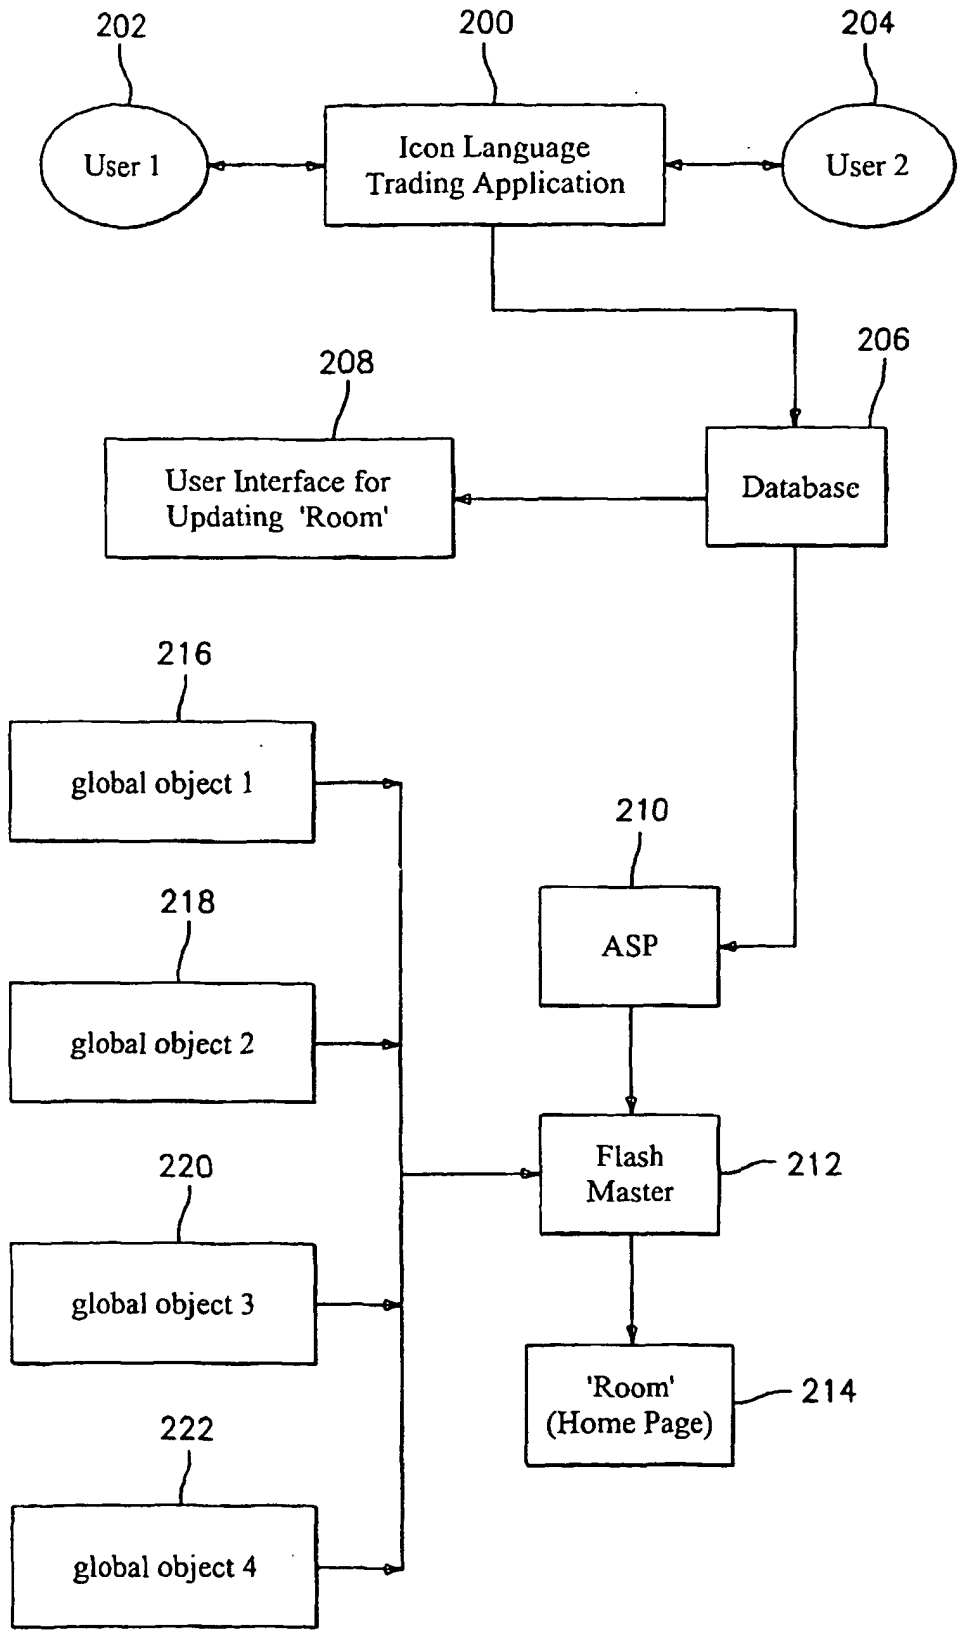 202
200
204
User 1
Icon Language
Trading Application
User 2
206
208
User Interface for
Updating 'Room'
Database
216
global object 1
210
218
ASP
global object 2
Flash
Master
212
220
global object 3
'Room'
(Home Page)
214
222
global object 4